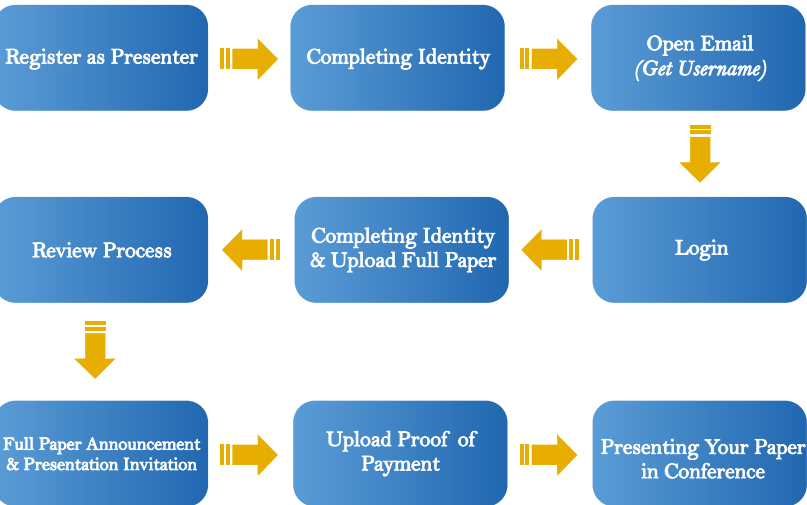 Register as Presenter
Completing Identity
Open Email
(Get Username)
Login
Completing Identity
& Upload Full Paper
Review Process
Full Paper Announcement
& Presentation Invitation
Upload Proof of
Payment
Presenting Your Paper
in Conference